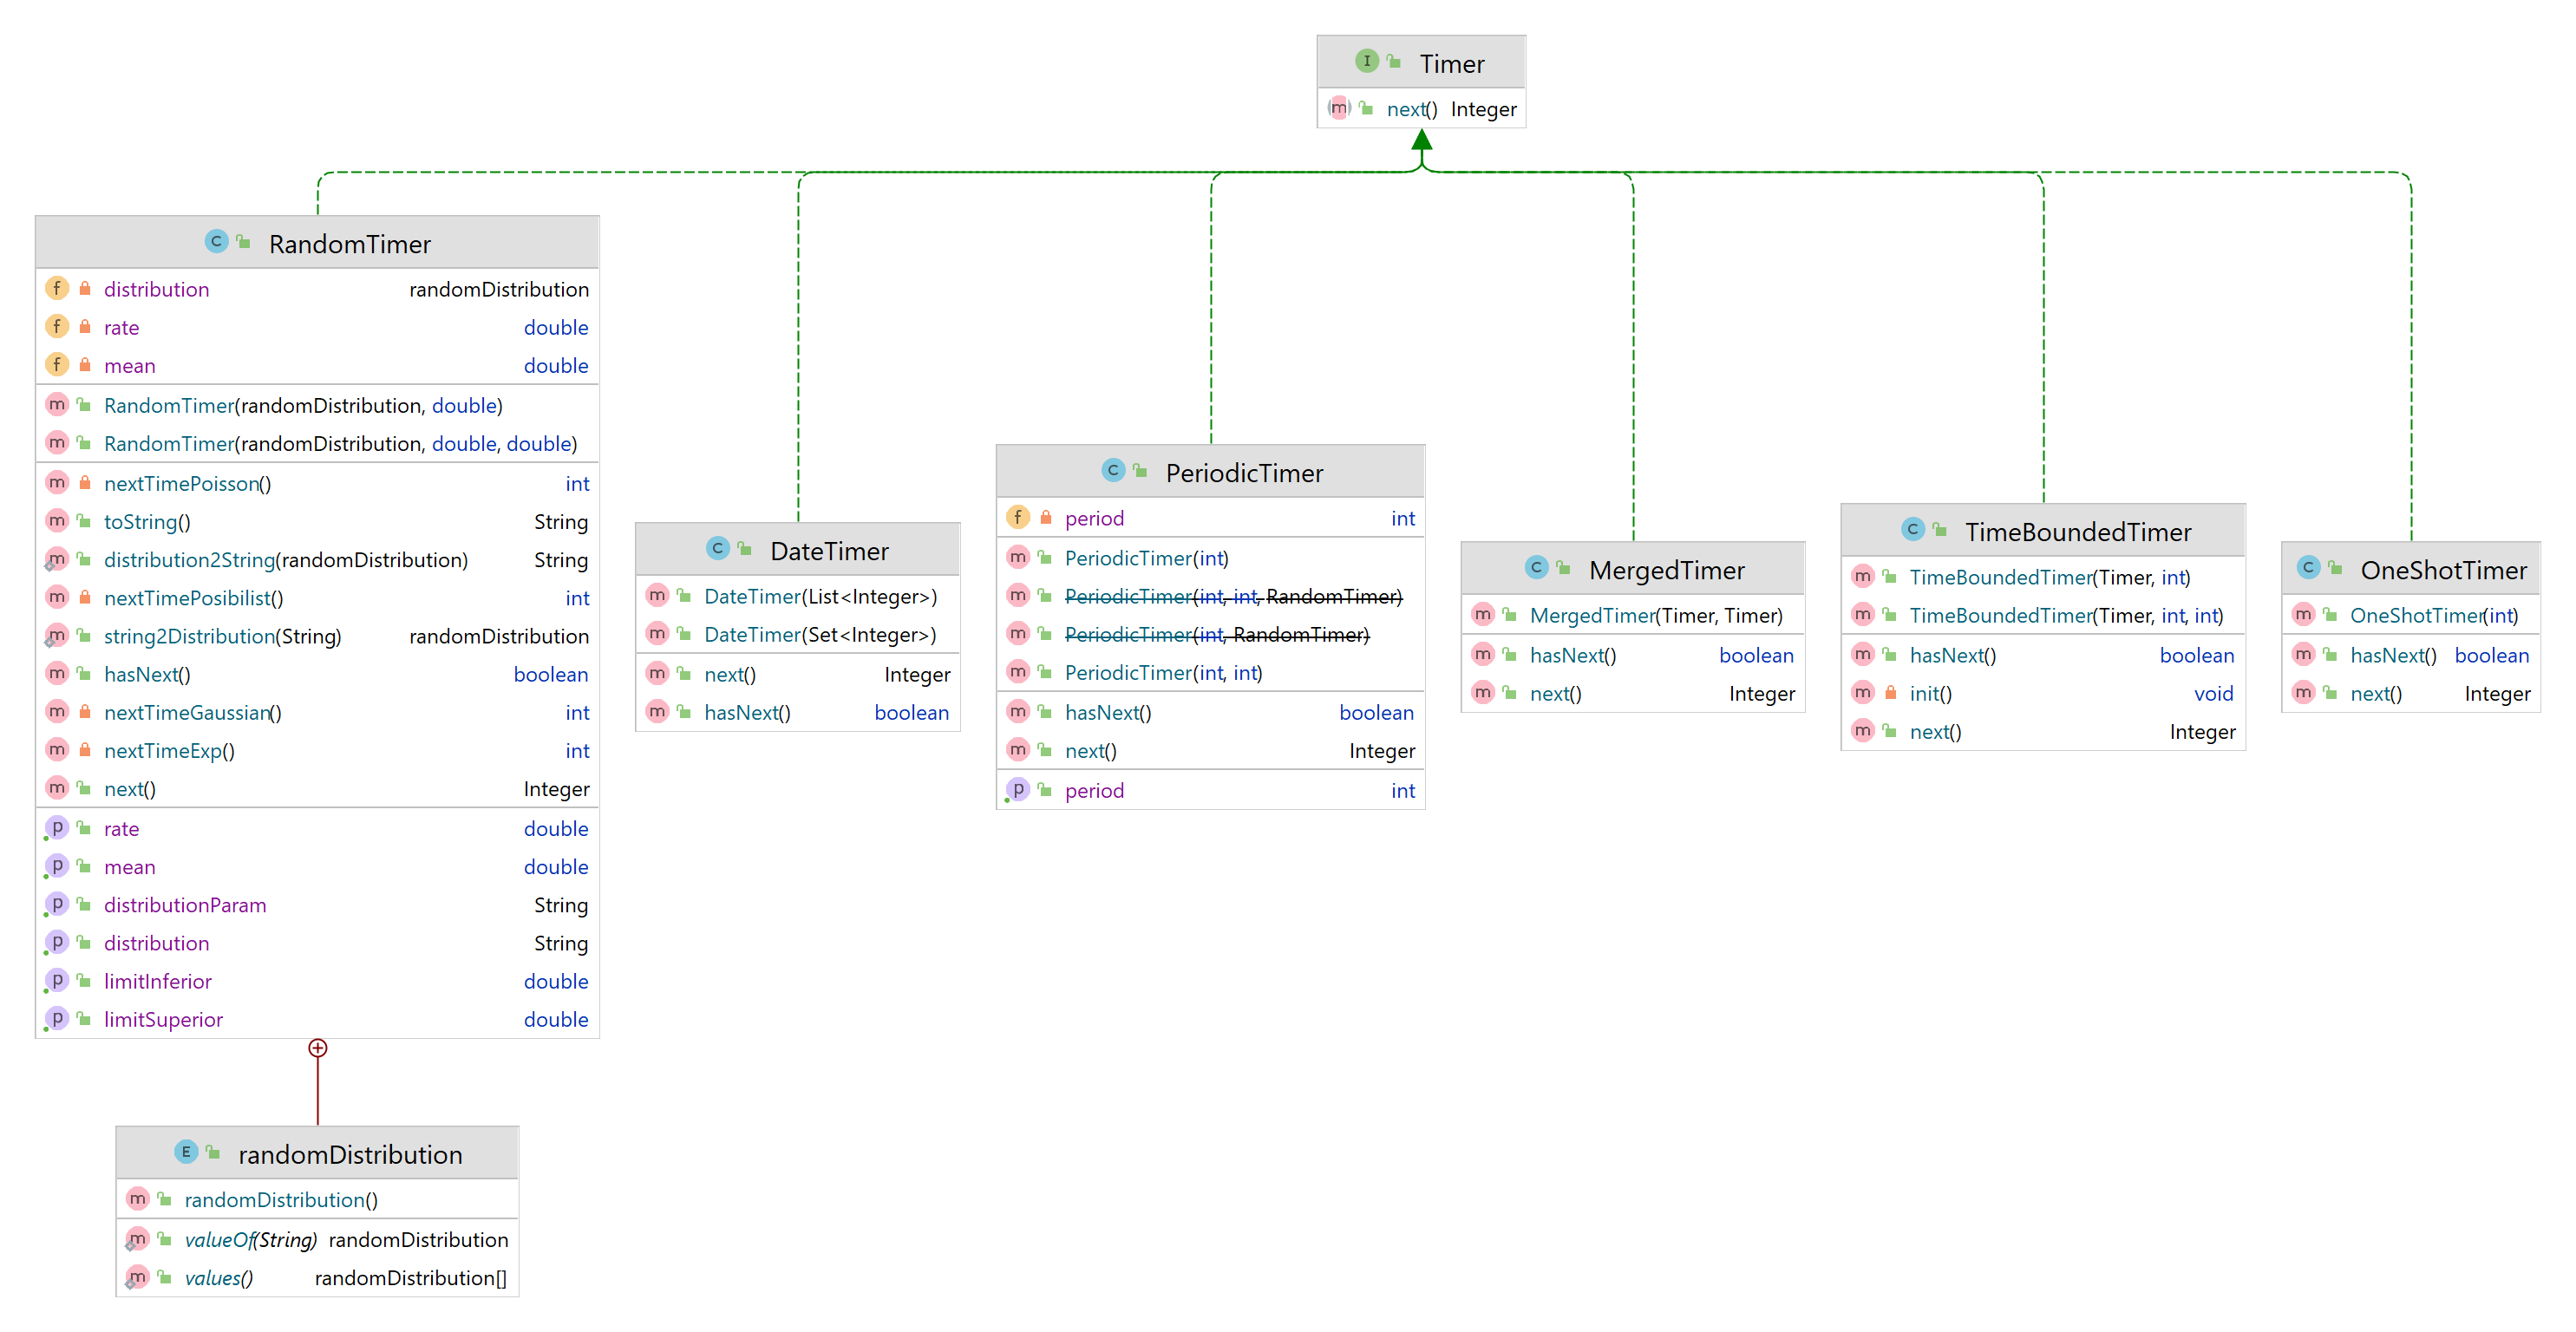 Timer
next() Integer
RandomTimer
distribution randomDistribution
rate double
mean double
RandomTimer(randomDistribution, double)
RandomTimer(randomDistribution, double, double)
nextTimePoisson() int
toString() String
distribution2String(randomDistribution) String
nextTimePosibilist() int
string2Distribution(String) randomDistribution
hasNext() boolean
nextTimeGaussian() int
nextTimeExp() int
next() Integer
rate double
mean double
distributionParam String
distribution String
limitInferior double
limitSuperior double
DateTimer
DateTimer(List<Integer>)
DateTimer(Set<Integer>)
next() Integer
hasNext() boolean
PeriodicTimer
period int
PeriodicTimer(int)
PeriodicTimer(int, int, RandomTimer)
PeriodicTimer(int, RandomTimer)
PeriodicTimer(int, int)
hasNext() boolean
next() Integer
period int
MergedTimer
MergedTimer(Timer, Timer)
hasNext() boolean
next() Integer
TimeBoundedTimer
TimeBoundedTimer(Timer, int)
TimeBoundedTimer(Timer, int, int)
hasNext() boolean
init() void
next() Integer
OneShotTimer
OneShotTimer(int)
hasNext() boolean
next() Integer
randomDistribution
randomDistribution()
valueOf(String) randomDistribution
values() randomDistribution[]